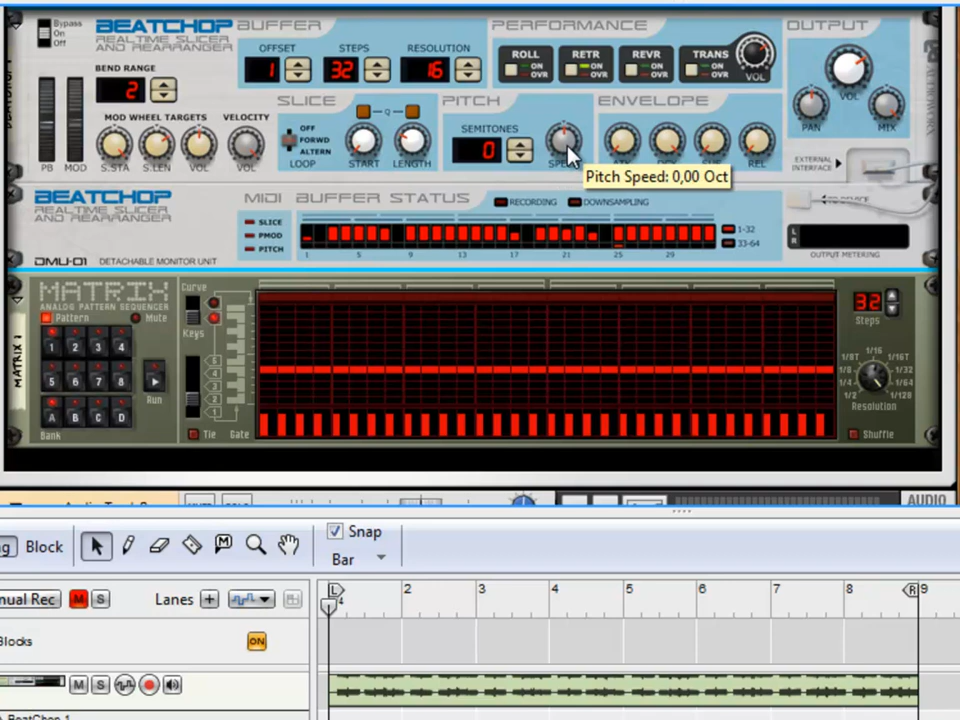 Bypass
On
Off
BEATCHOP
REALTIME SLICER
AND REARRANGER
BUFFER
OFFSET
STEPS
RESOLUTION
1
32
16
PERFORMANCE
ROLL
ON
OVR
RETR
ON
OVR
REVR
ON
OVR
TRANS
ON
OVR
VOL
OUTPUT
VOL
PAN
MIX
BEND RANGE
2
MOD WHEEL TARGETS
VELOCITY
S.STA
S.LEN
VOL
VOL
PB
MOD
SLICE
Q
OFF
FORWD
ALTERN
LOOP
START
LENGTH
PITCH
SEMITONES
0
ENVELOPE
REL
Pitch Speed: 0,00 Oct
EXTERNAL
INTERFACE
BEATCHOP
REALTIME SLICER
AND REARRANGER
DMU-01 DETACHABLE MONITOR UNIT
MIDI BUFFER STATUS
RECORDING
DOWNSAMPLING
SLICE
PMOD
PITCH
1-32
33-64
1 5 9 13 17 21 25 29
L
R
OUTPUT METERING
MATRIX
ANALOG PATTERN SEQUENCER
Pattern
Mute
1 2 3 4
5 6 7 8
A B C D
Bank
Run
MATRIX 1
Curve
Keys
5
4
3
2
1
Tie
Gate
32
Steps
1/16
1/8T
1/16T
1/8
1/32
1/4
1/64
1/2
1/128
Resolution
Shuffle
AUDIO
Block
M
Snap
Bar
M
S
Lanes
ON
L
2 3 4 5 6 7 8 9
R
M
S